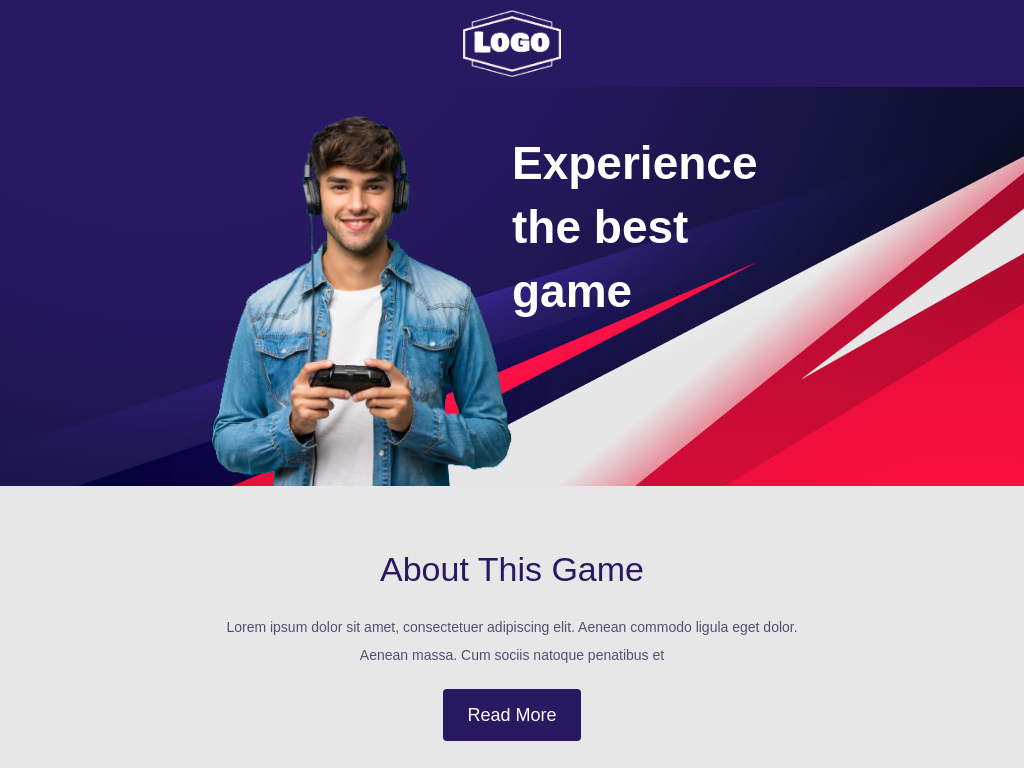 LOGO
Experience
the best
game
About This Game
Lorem ipsum dolor sit amet, consectetuer adipiscing elit. Aenean commodo ligula eget dolor.
Aenean massa. Cum sociis natoque penatibus et
Read More